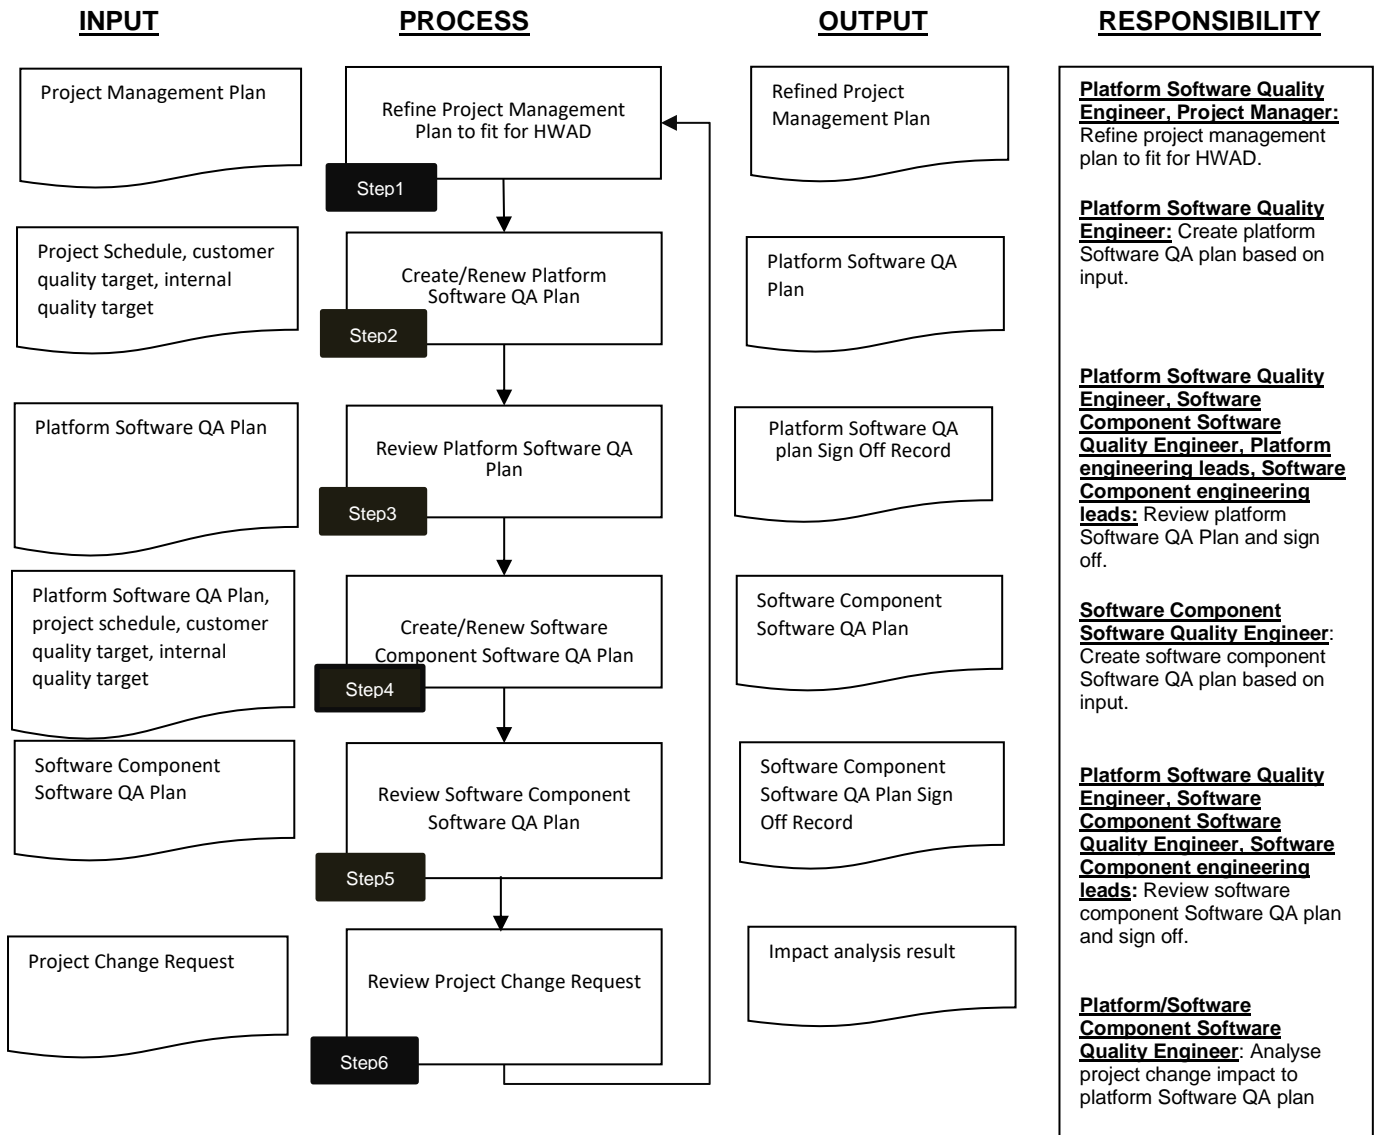 INPUT
PROCESS
OUTPUT
RESPONSIBILITY
Project Management Plan
Refine Project Management
Plan to fit for HWAD
Step1
Refined Project
Management Plan
Platform Software Quality
Engineer, Project Manager:
Refine project management
plan to fit for HWAD.
Project Schedule, customer
quality target, internal
quality target
Create/Renew Platform
Software QA Plan
Step2
Platform Software QA
Plan
Platform Software Quality
Engineer: Create platform
Software QA plan based on
input.
Platform Software QA Plan
Review Platform Software QA
Plan
Step3
Platform Software QA
plan Sign Off Record
Platform Software Quality
Engineer, Software
Component Software
Quality Engineer, Platform
engineering leads, Software
Component engineering
leads: Review platform
Software QA Plan and sign
off.
Platform Software QA Plan,
project schedule, customer
quality target, internal
quality target
Create/Renew Software
Component Software QA Plan
Step4
Software Component
Software QA Plan
Software Component
Software Quality Engineer:
Create software component
Software QA plan based on
input.
Software Component
Software QA Plan
Review Software Component
Software QA Plan
Step5
Software Component
Software QA Plan Sign
Off Record
Platform Software Quality
Engineer, Software
Component Software
Quality Engineer, Software
Component engineering
leads: Review software
component Software QA plan
and sign off.
Project Change Request
Review Project Change Request
Step6
Impact analysis result
Platform/Software
Component Software
Quality Engineer: Analyse
project change impact to
platform Software QA plan